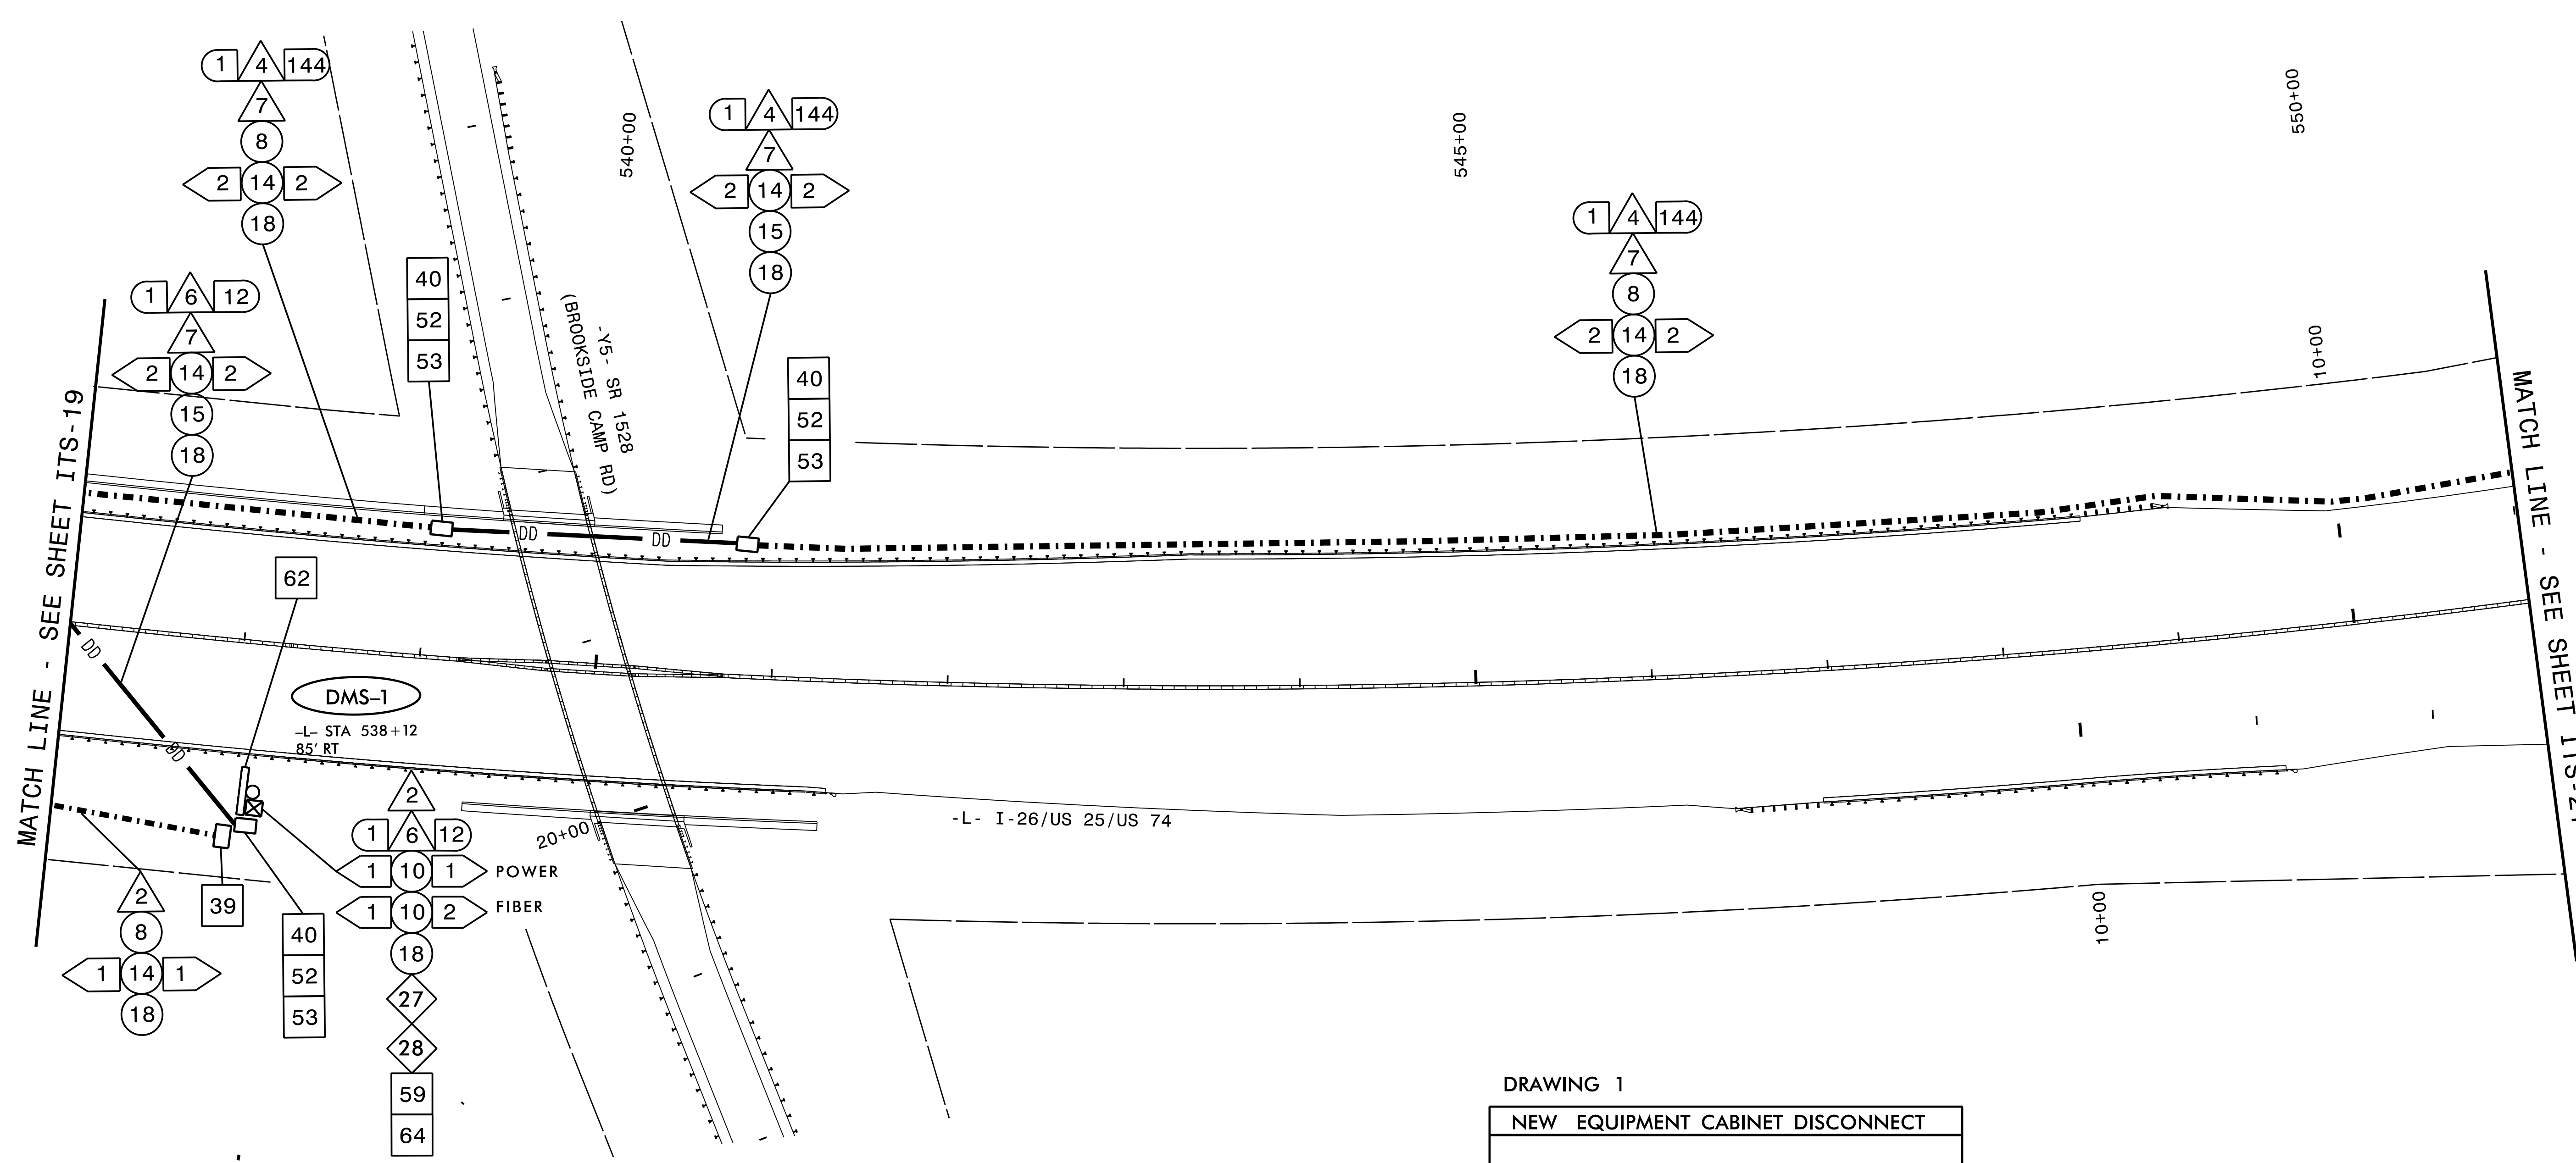 1 4 144
7
8
2 14 2
18
1 4 144
7
2 14 2
15
18
540+00
545+00
550+00
1 4 144
7
8
2 14 2
18
1 6 12
7
2 14 2
15
18
40
52
53
-Y5- SR 1528
(BROOKSIDE CAMP RD)
40
52
53
10+00
MATCH LINE - SEE SHEET ITS-19
MATCH LINE - SEE SHEET ITS-21
DD
DD
62
DD
DD
DMS-1
-L- STA 538+12
85' RT
2
1 6 12
1 10 1 POWER
1 10 2 FIBER
18
27
28
59
64
20+00
-L- I-26/US 25/US 74
10+00
2
8
1 14 1
18
39
40
52
53
DRAWING 1
NEW EQUIPMENT CABINET DISCONNECT